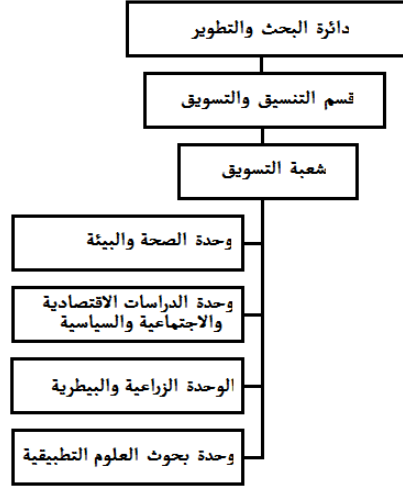 دائرة البحث والتطوير
قسم التنسيق والتسويق
شعبة التسويق
وحدة الصحة والبيئة
وحدة الدراسات الاقتصادية
والاجتماعية والسياسية
الوحدة الزراعية والبيطرية
وحدة بحوث العلوم التطبيقية